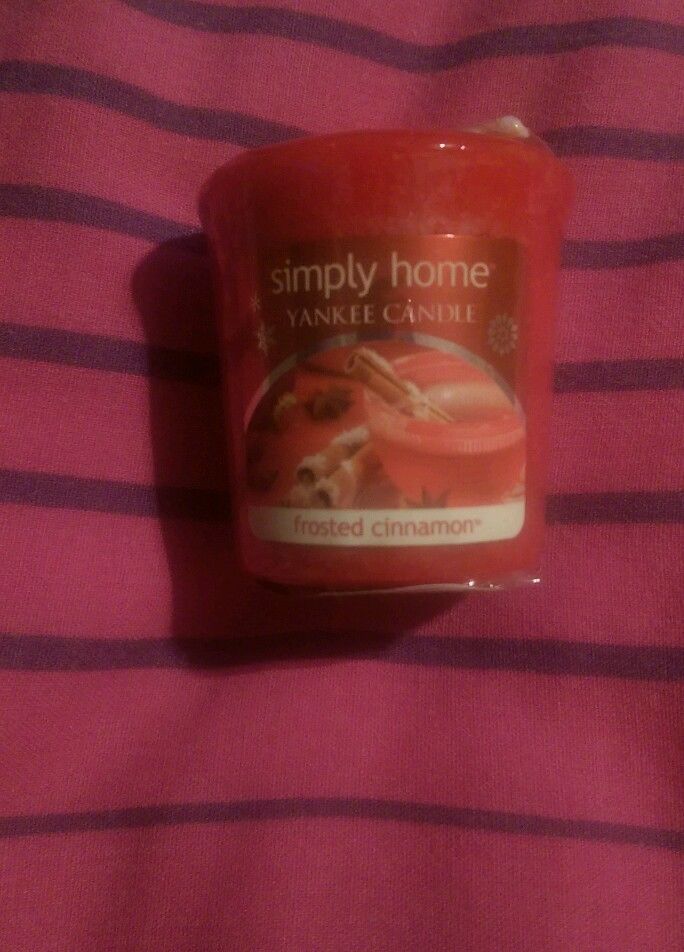 simply home®
YANKEE CANDLE
frosted cinnamon®